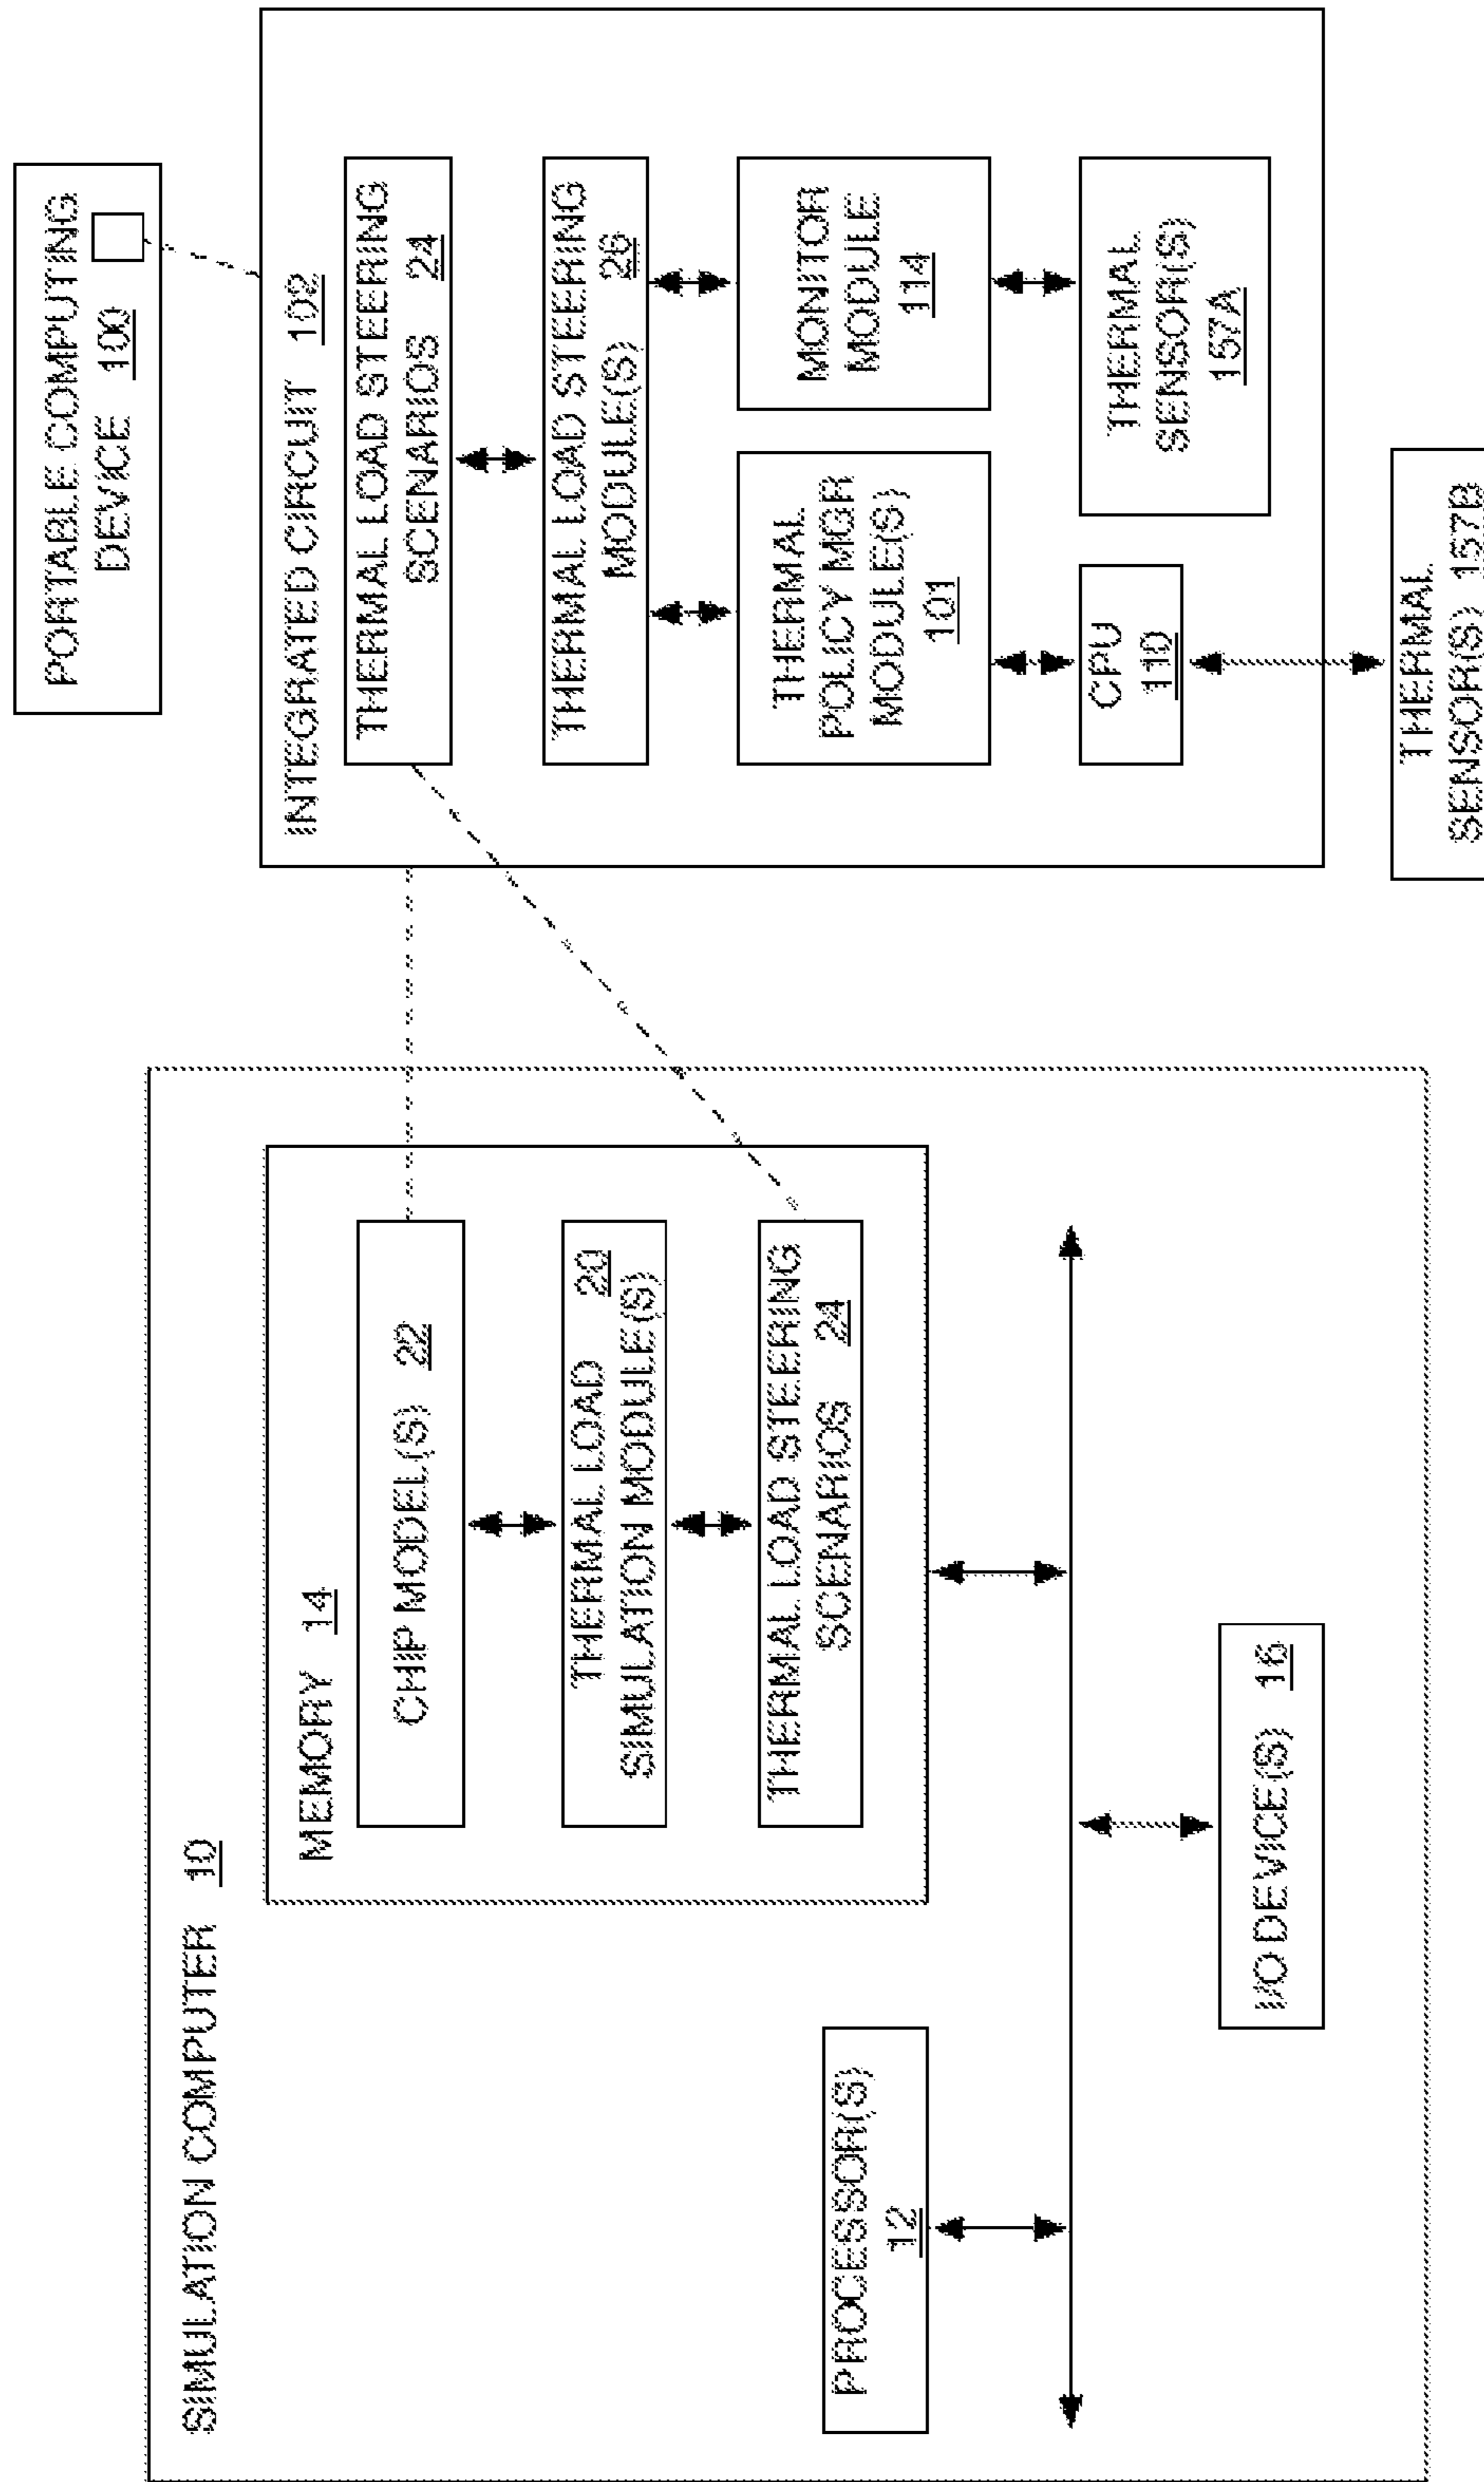 SIMULATION COMPUTER 10
MEMORY 14
CHIP MODEL(S) 22
THERMAL LOAD 20
SIMULATION MODULE(S)
THERMAL LOAD STEERING
SCENARIOS 24
PROCESSOR(S)
12
I/O DEVICE(S) 16
PORTABLE COMPUTING
DEVICE 100
INTEGRATED CIRCUIT 102
THERMAL LOAD STEERING
SCENARIOS 24
THERMAL LOAD STEERING
MODULE(S) 26
THERMAL
POLICY MGR
MODULE(S)
101
MONITOR
MODULE
114
CPU
110
THERMAL
SENSOR(S)
157A
THERMAL
SENSOR(S) 157B